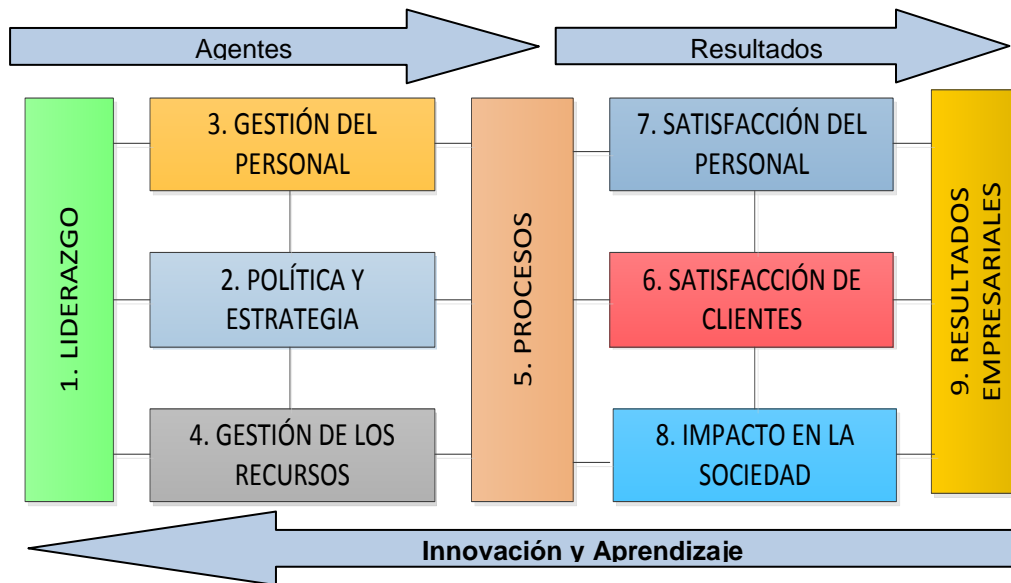 Agentes
Resultados
1. LIDERAZGO
3. GESTIÓN DEL
PERSONAL
2. POLÍTICA Y
ESTRATEGIA
4. GESTIÓN DE LOS
RECURSOS
5. PROCESOS
7. SATISFACCIÓN DEL
PERSONAL
6. SATISFACCIÓN DE
CLIENTES
8. IMPACTO EN LA
SOCIEDAD
9. RESULTADOS
EMPRESARIALES
Innovación y Aprendizaje